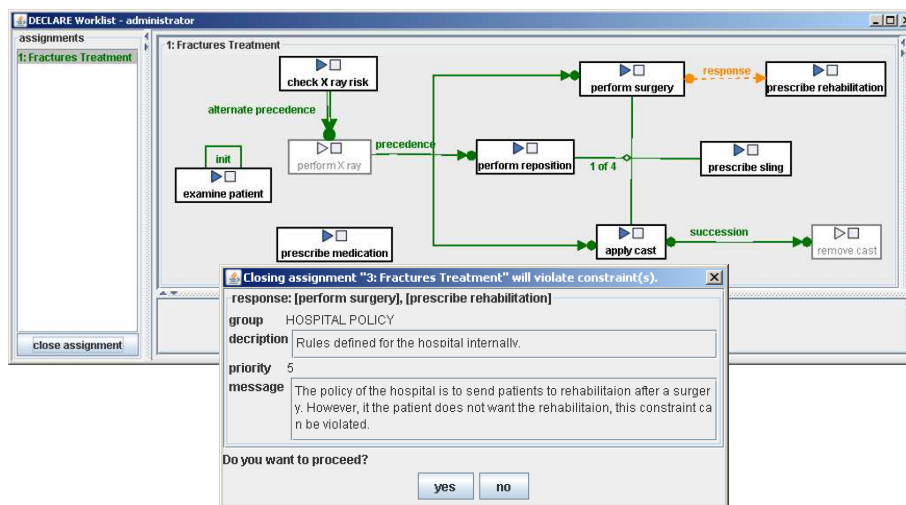 DECLARE Worklist - administrator
assignments
1: Fractures Treatment
close assignment
1: Fractures Treatment
check X ray risk
alternate precedence
perform X ray
precedence
init
examine patient
prescribe medication
perform surgery
response
prescribe rehabilitation
perform reposition
1 of 4
prescribe sling
apply cast
succession
remove cast
Closing assignment "3: Fractures Treatment" will violate constraint(s).
response: [perform surgery], [prescribe rehabilitation]
group HOSPITAL POLICY
decription Rules defined for the hospital internally.
priority 5
message The policy of the hospital is to send patients to rehabilitaion after a surger
y. However, it the patient does not want the rehabilitaion, this constraint ca
n be violated.
Do you want to proceed?
yes no